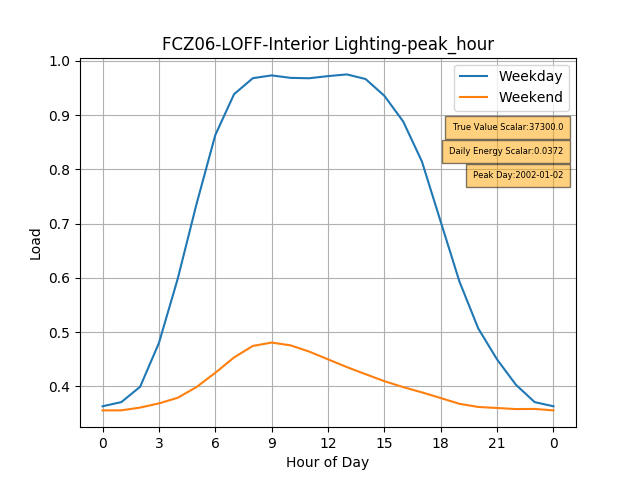 FCZ06-LOFF-Interior Lighting-peak_hour
1.0
0.9
0.8
0.7
0.6
0.5
0.4
Load
Weekday
Weekend
True Value Scalar:37300.0
Daily Energy Scalar:0.0372
Peak Day:2002-01-02
0 3 6 9 12 15 18 21 0
Hour of Day